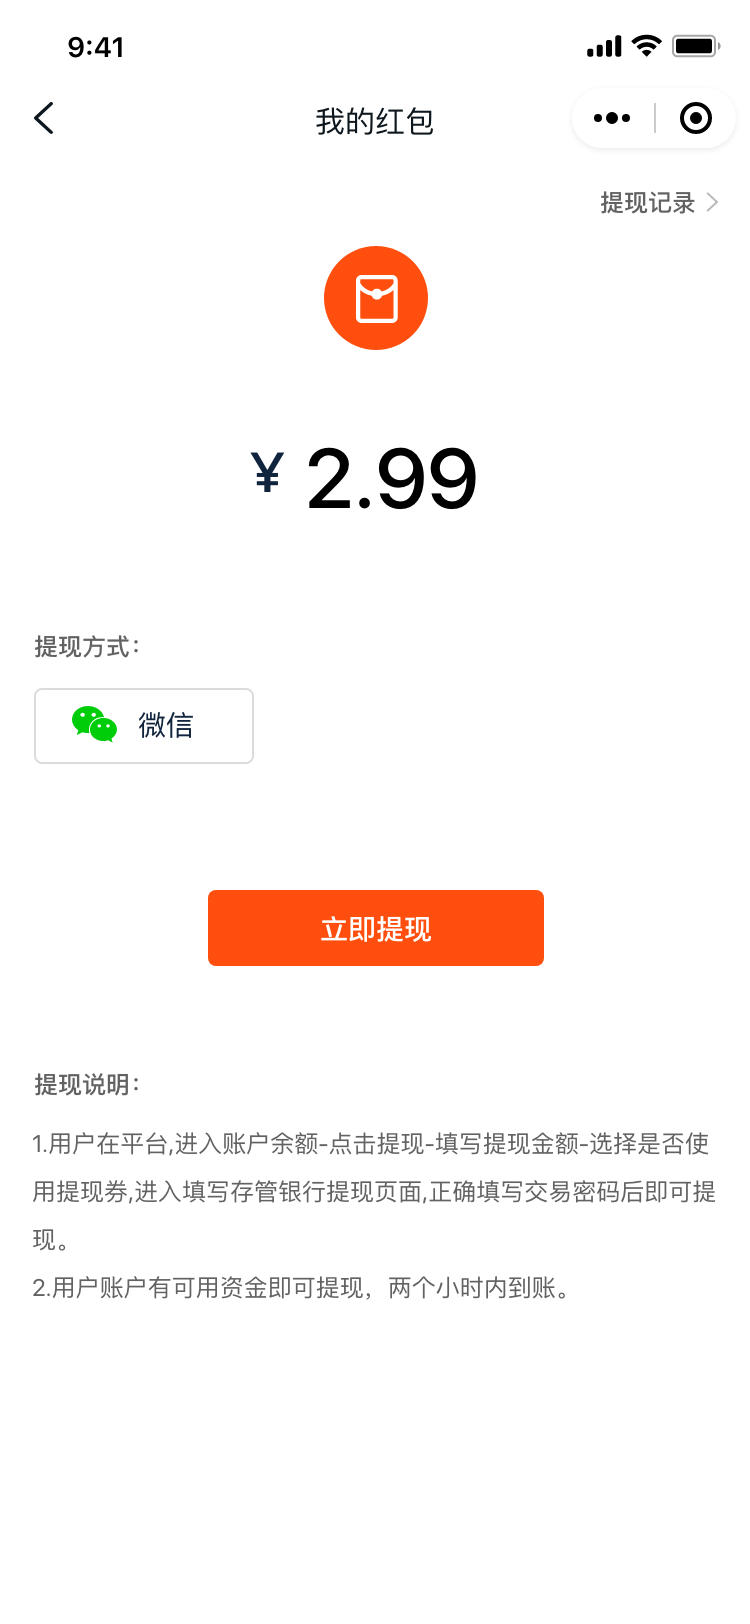 9:41
我的红包
提现记录
¥ 2.99
提现方式：
微信
立即提现
提现说明：
1.用户在平台,进入账户余额-点击提现-填写提现金额-选择是否使
用提现券,进入填写存管银行提现页面,正确填写交易密码后即可提
现。
2.用户账户有可用资金即可提现，两个小时内到账。